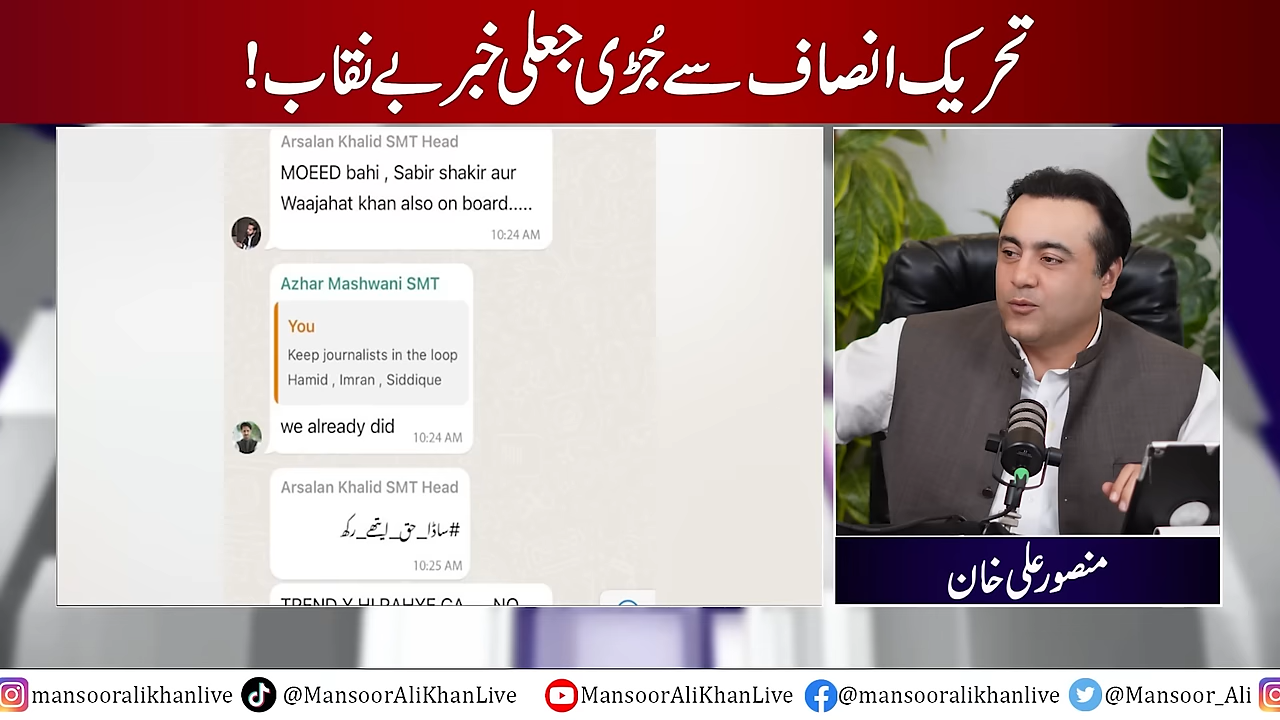 تحریک انصاف سے جُڑی جعلی خبر بے نقاب!
Arsalan Khalid SMT Head
MOEED bahi , Sabir shakir aur
Waajahat khan also on board.....
10:24 AM
Azhar Mashwani SMT
You
Keep journalists in the loop
Hamid , Imran , Siddique
we already did
10:24 AM
Arsalan Khalid SMT Head
#ساڈا_حق_ایتھے_رکھ
10:25 AM
منصور علی خان
mansooralikhanlive @MansoorAliKhanLive MansoorAliKhanLive @mansooralikhanlive @Mansoor_Ali